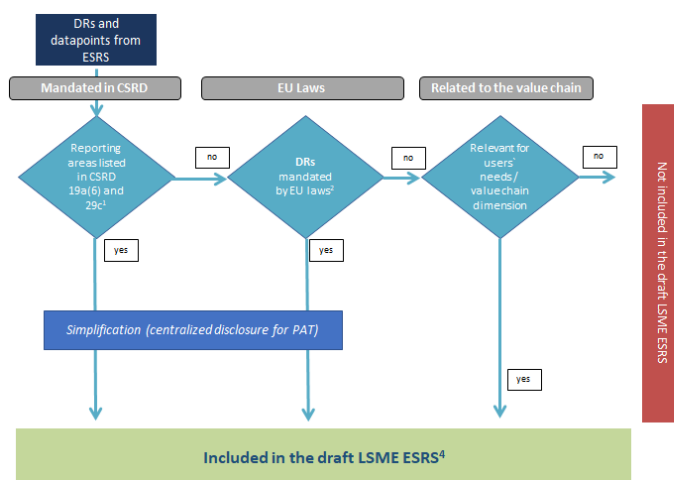 DRs and
datapoints from
ESRS
Mandated in CSRD
EU Laws
Related to the value chain
Reporting
areas listed
in CSRD
19a(6) and
29c¹
no
DRs
mandated
by EU laws²
no
Relevant for
users'
needs/
value chain
dimension
no
yes
yes
Simplification (centralized disclosure for PAT)
yes
Not included in the draft LSME ESRS
Included in the draft LSME ESRS⁴